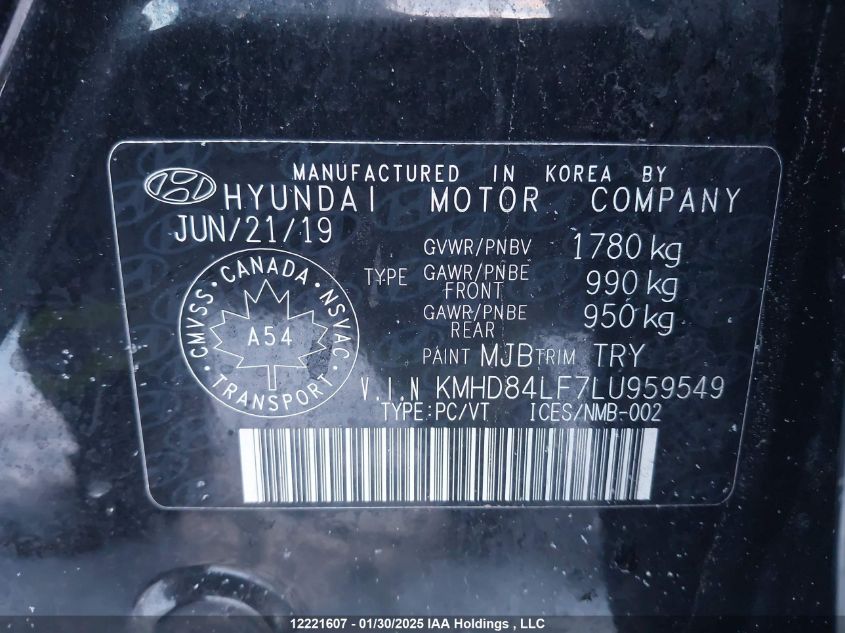 MANUFACTURED IN KOREA BY
HYUNDAI MOTOR COMPANY
JUN/21/19
GVWR/PNBV 1780 kg
TYPE GAWR/PNBE FRONT 990 kg
GAWR/PNBE REAR 950 kg
PAINT MJB TRIM TRY
CANADA · NSVAC · TRANSPORT · CMVSS ·
A54
V.I.N KMHD84LF7LU959549
TYPE:PC/VT ICES/NMB-002
12221607 - 01/30/2025 IAA Holdings , LLC